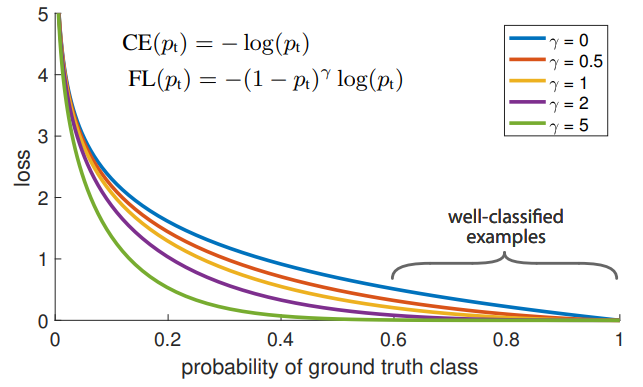 CE(pₜ) = − log(pₜ)
FL(pₜ) = −(1 − pₜ)^γ log(pₜ)
γ = 0
γ = 0.5
γ = 1
γ = 2
γ = 5
well-classified
examples
5
4
3
2
1
0
loss
0 0.2 0.4 0.6 0.8 1
probability of ground truth class